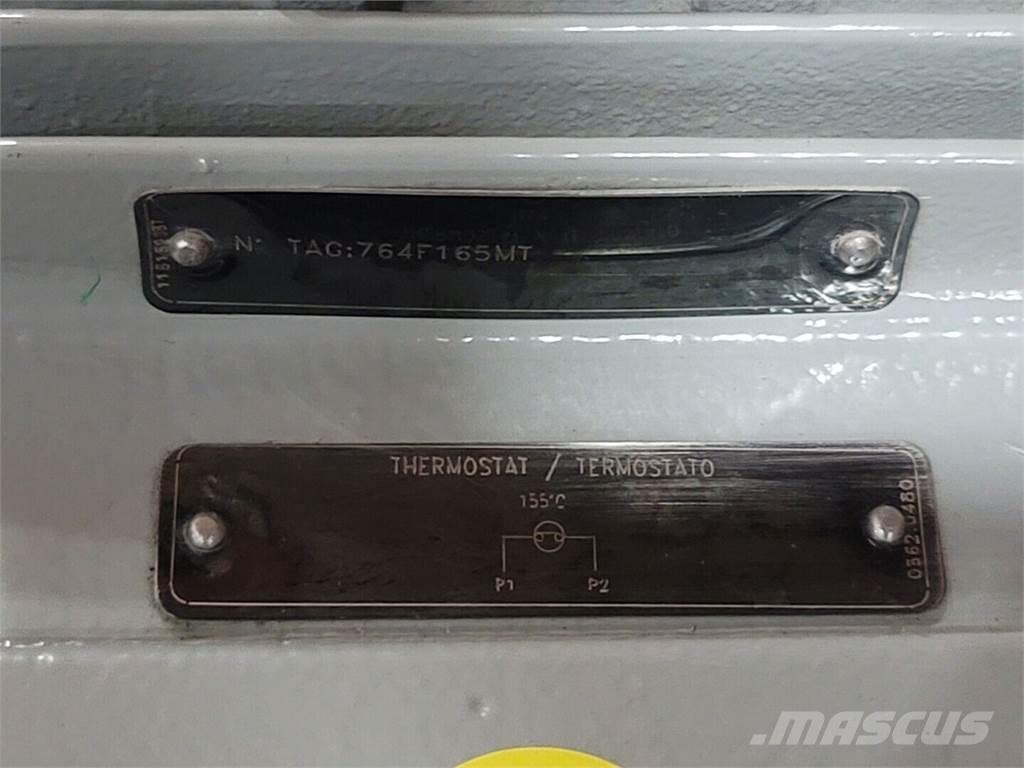 N° TAG:764F165MT
THERMOSTAT / TERMOSTATO
155°C
P1 P2
0562.0480
MASCUS